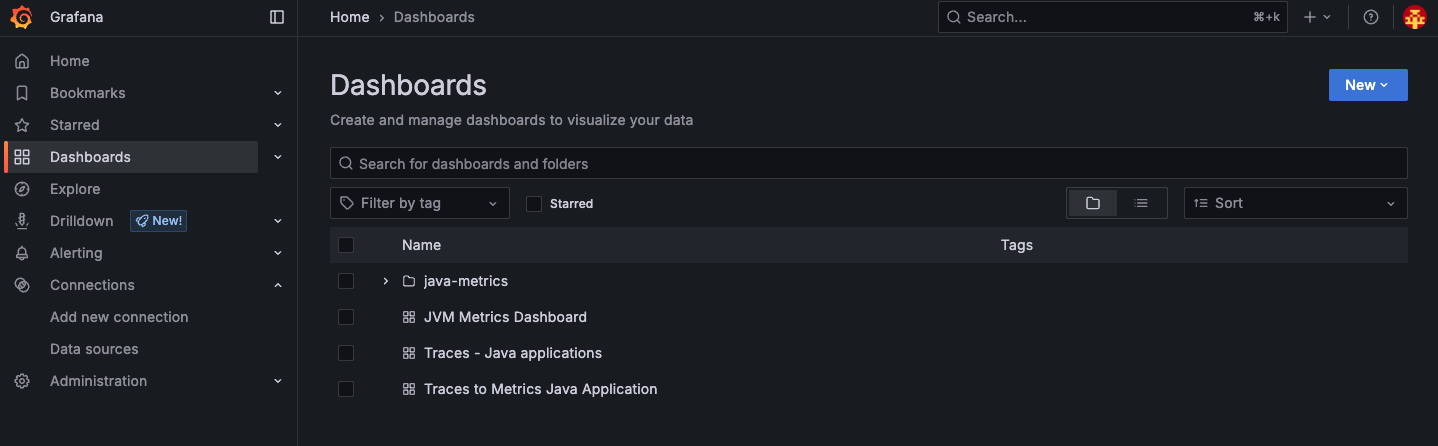 Grafana
Home › Dashboards
Search... ⌘+k
Home
Bookmarks
Starred
Dashboards
Explore
Drilldown New!
Alerting
Connections
Add new connection
Data sources
Administration
Dashboards
New
Create and manage dashboards to visualize your data
Search for dashboards and folders
Filter by tag Starred Sort
Name Tags
java-metrics
JVM Metrics Dashboard
Traces - Java applications
Traces to Metrics Java Application